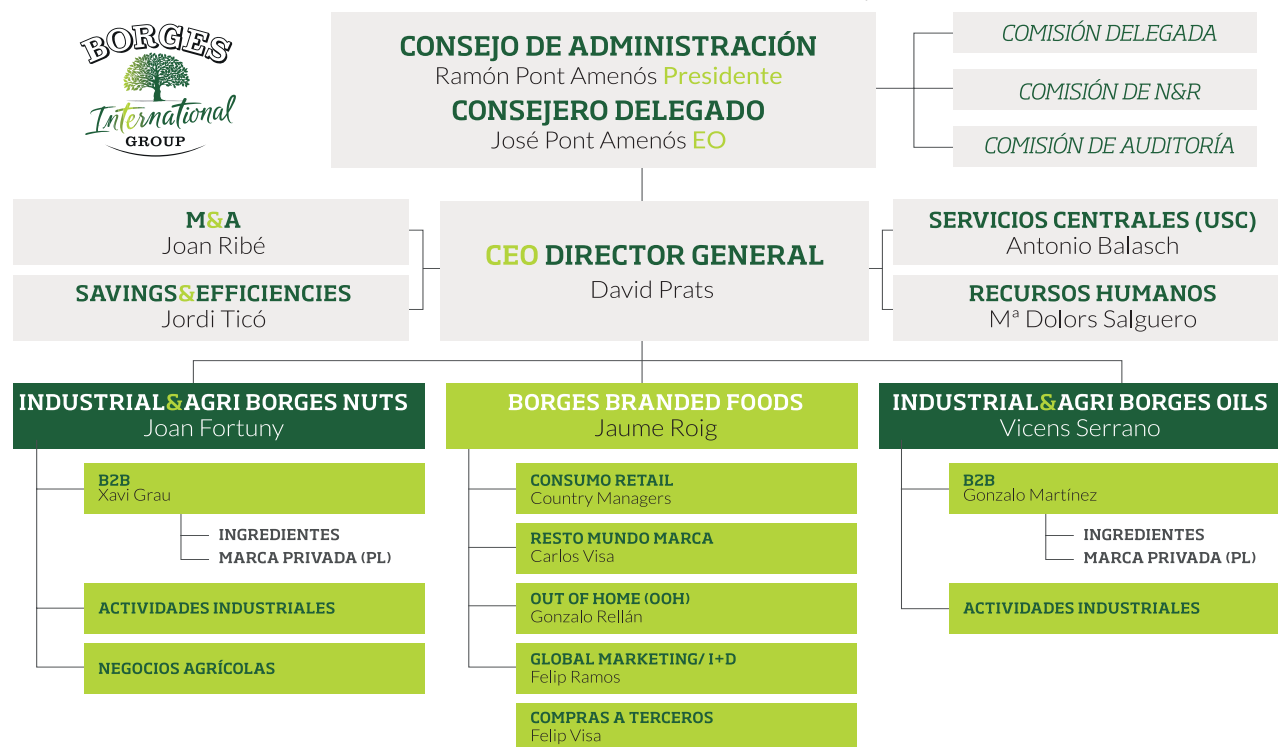 BORGES
International
GROUP
CONSEJO DE ADMINISTRACIÓN
Ramón Pont Amenós Presidente
CONSEJERO DELEGADO
José Pont Amenós EO
COMISIÓN DELEGADA
COMISIÓN DE N&R
COMISIÓN DE AUDITORÍA
M&A
Joan Ribé
SAVINGS&EFFICIENCIES
Jordi Ticó
CEO DIRECTOR GENERAL
David Prats
SERVICIOS CENTRALES (USC)
Antonio Balasch
RECURSOS HUMANOS
Mª Dolors Salguero
INDUSTRIAL&AGRI BORGES NUTS
Joan Fortuny
B2B
Xavi Grau
INGREDIENTES
MARCA PRIVADA (PL)
ACTIVIDADES INDUSTRIALES
NEGOCIOS AGRÍCOLAS
BORGES BRANDED FOODS
Jaume Roig
CONSUMO RETAIL
Country Managers
RESTO MUNDO MARCA
Carlos Visa
OUT OF HOME (OOH)
Gonzalo Rellán
GLOBAL MARKETING/ I+D
Felip Ramos
COMPRAS A TERCEROS
Felip Visa
INDUSTRIAL&AGRI BORGES OILS
Vicens Serrano
B2B
Gonzalo Martínez
INGREDIENTES
MARCA PRIVADA (PL)
ACTIVIDADES INDUSTRIALES